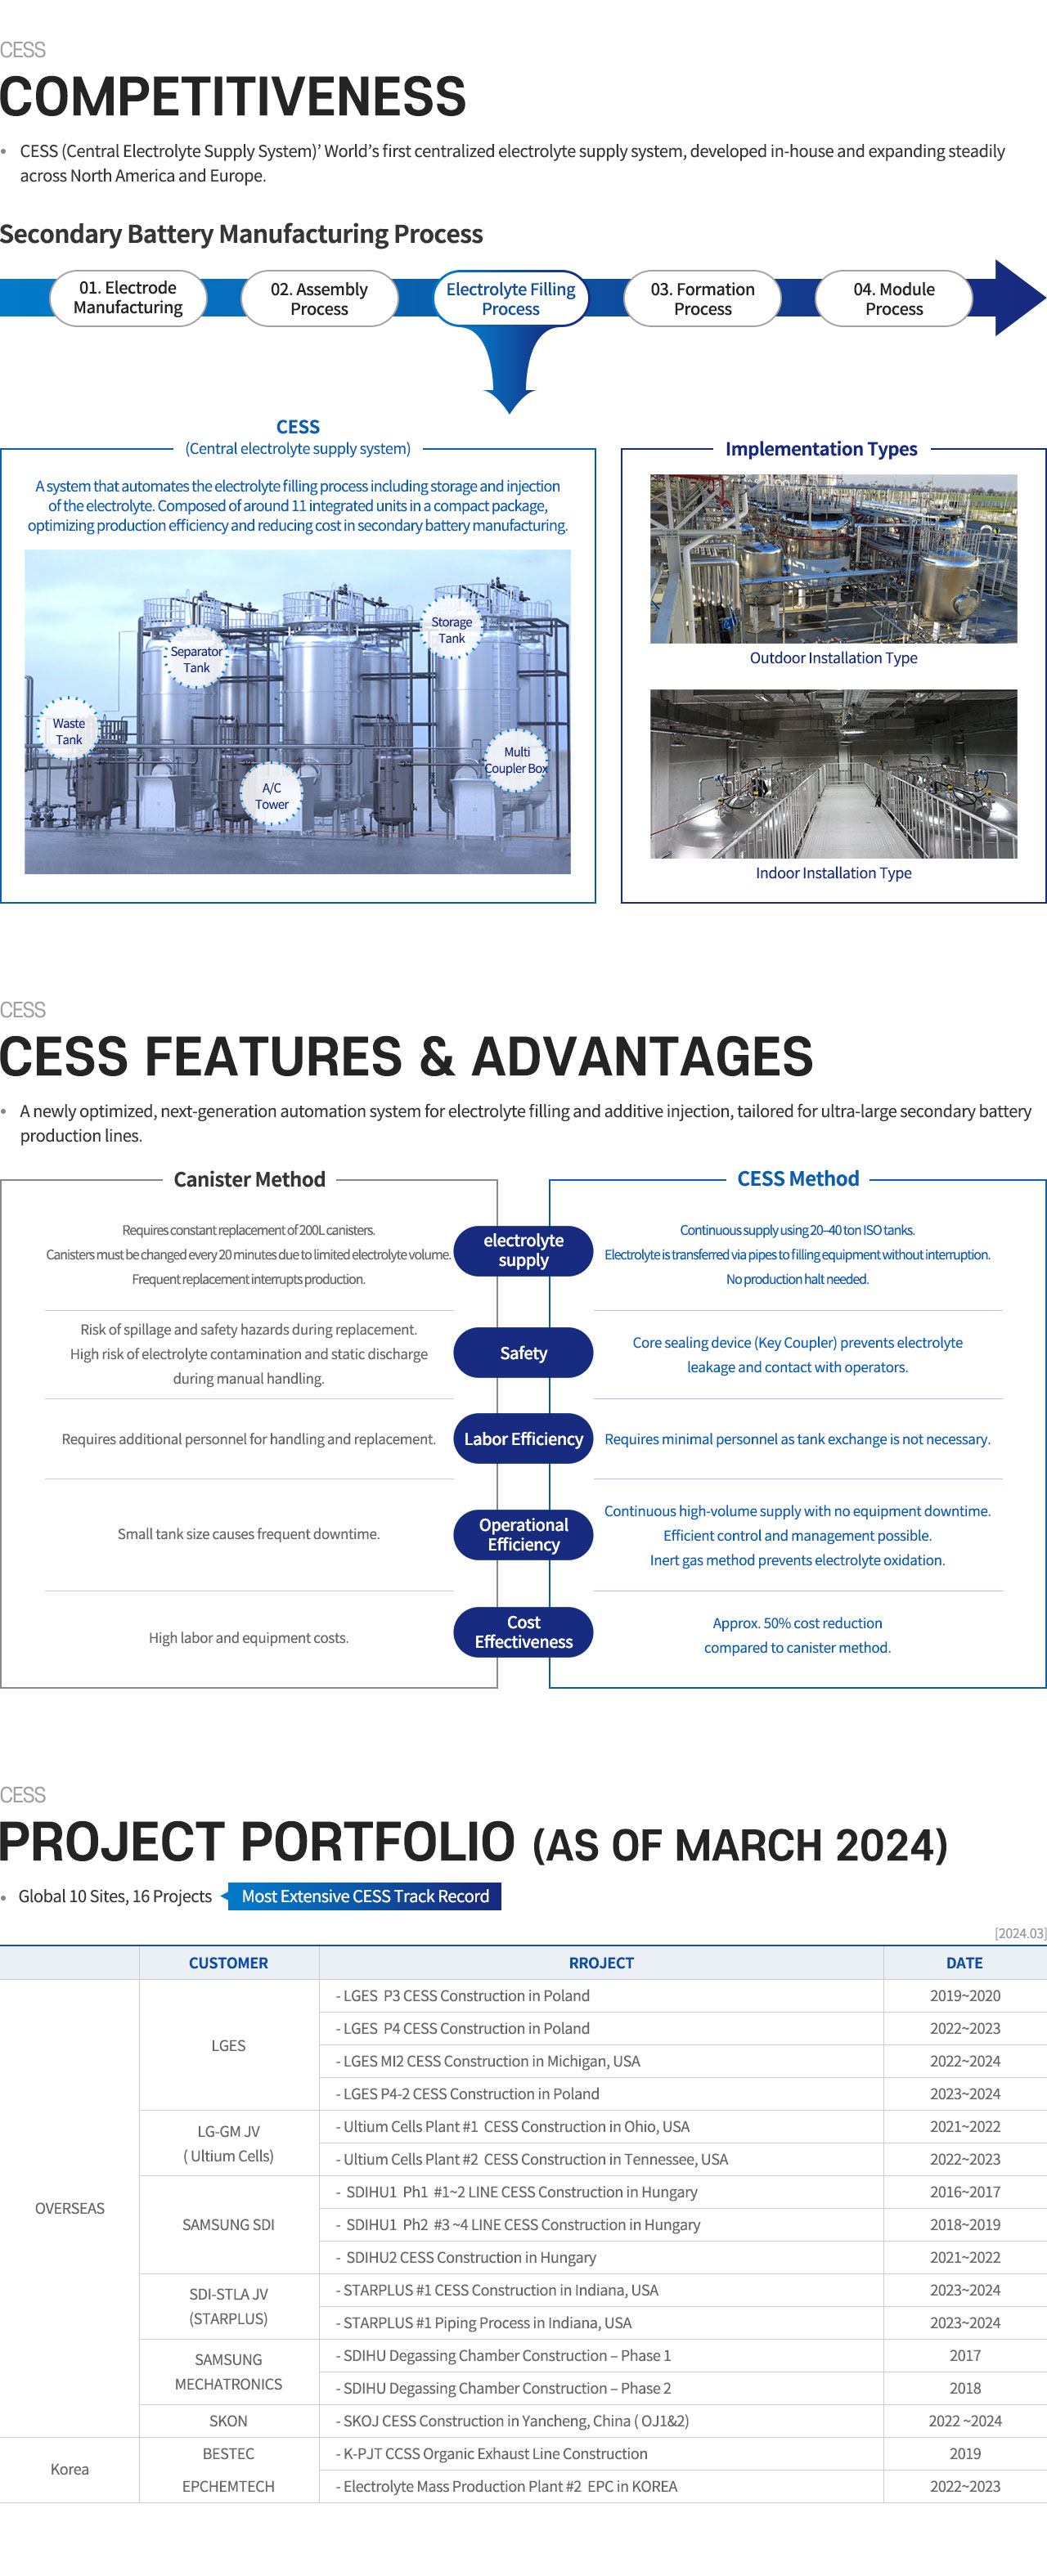 CESS
COMPETITIVENESS
• CESS (Central Electrolyte Supply System)’ World’s first centralized electrolyte supply system, developed in-house and expanding steadily
across North America and Europe.
Secondary Battery Manufacturing Process
01. Electrode
Manufacturing
02. Assembly
Process
Electrolyte Filling
Process
03. Formation
Process
04. Module
Process
CESS
(Central electrolyte supply system)
A system that automates the electrolyte filling process including storage and injection
of the electrolyte. Composed of around 11 integrated units in a compact package,
optimizing production efficiency and reducing cost in secondary battery manufacturing.
Storage
Tank
Separator
Tank
Waste
Tank
Multi
Coupler Box
A/C
Tower
Implementation Types
Outdoor Installation Type
Indoor Installation Type
CESS
CESS FEATURES & ADVANTAGES
• A newly optimized, next-generation automation system for electrolyte filling and additive injection, tailored for ultra-large secondary battery
production lines.
Canister Method
CESS Method
Requires constant replacement of 200L canisters.
Canisters must be changed every 20 minutes due to limited electrolyte volume.
Frequent replacement interrupts production.
electrolyte
supply
Continuous supply using 20–40 ton ISO tanks.
Electrolyte is transferred via pipes to filling equipment without interruption.
No production halt needed.
Risk of spillage and safety hazards during replacement.
High risk of electrolyte contamination and static discharge
during manual handling.
Safety
Core sealing device (Key Coupler) prevents electrolyte
leakage and contact with operators.
Requires additional personnel for handling and replacement.
Labor Efficiency
Requires minimal personnel as tank exchange is not necessary.
Small tank size causes frequent downtime.
Operational
Efficiency
Continuous high-volume supply with no equipment downtime.
Efficient control and management possible.
Inert gas method prevents electrolyte oxidation.
High labor and equipment costs.
Cost
Effectiveness
Approx. 50% cost reduction
compared to canister method.
CESS
PROJECT PORTFOLIO (AS OF MARCH 2024)
• Global 10 Sites, 16 Projects Most Extensive CESS Track Record
[2024.03]
CUSTOMER RROJECT DATE
OVERSEAS
LGES
- LGES P3 CESS Construction in Poland 2019~2020
- LGES P4 CESS Construction in Poland 2022~2023
- LGES MI2 CESS Construction in Michigan, USA 2022~2024
- LGES P4-2 CESS Construction in Poland 2023~2024
LG-GM JV
( Ultium Cells)
- Ultium Cells Plant #1 CESS Construction in Ohio, USA 2021~2022
- Ultium Cells Plant #2 CESS Construction in Tennessee, USA 2022~2023
SAMSUNG SDI
- SDIHU1 Ph1 #1~2 LINE CESS Construction in Hungary 2016~2017
- SDIHU1 Ph2 #3 ~4 LINE CESS Construction in Hungary 2018~2019
- SDIHU2 CESS Construction in Hungary 2021~2022
SDI-STLA JV
(STARPLUS)
- STARPLUS #1 CESS Construction in Indiana, USA 2023~2024
- STARPLUS #1 Piping Process in Indiana, USA 2023~2024
SAMSUNG
MECHATRONICS
- SDIHU Degassing Chamber Construction – Phase 1 2017
- SDIHU Degassing Chamber Construction – Phase 2 2018
SKON - SKOJ CESS Construction in Yancheng, China ( OJ1&2) 2022 ~2024
Korea
BESTEC - K-PJT CCSS Organic Exhaust Line Construction 2019
EPCHEMTECH - Electrolyte Mass Production Plant #2 EPC in KOREA 2022~2023